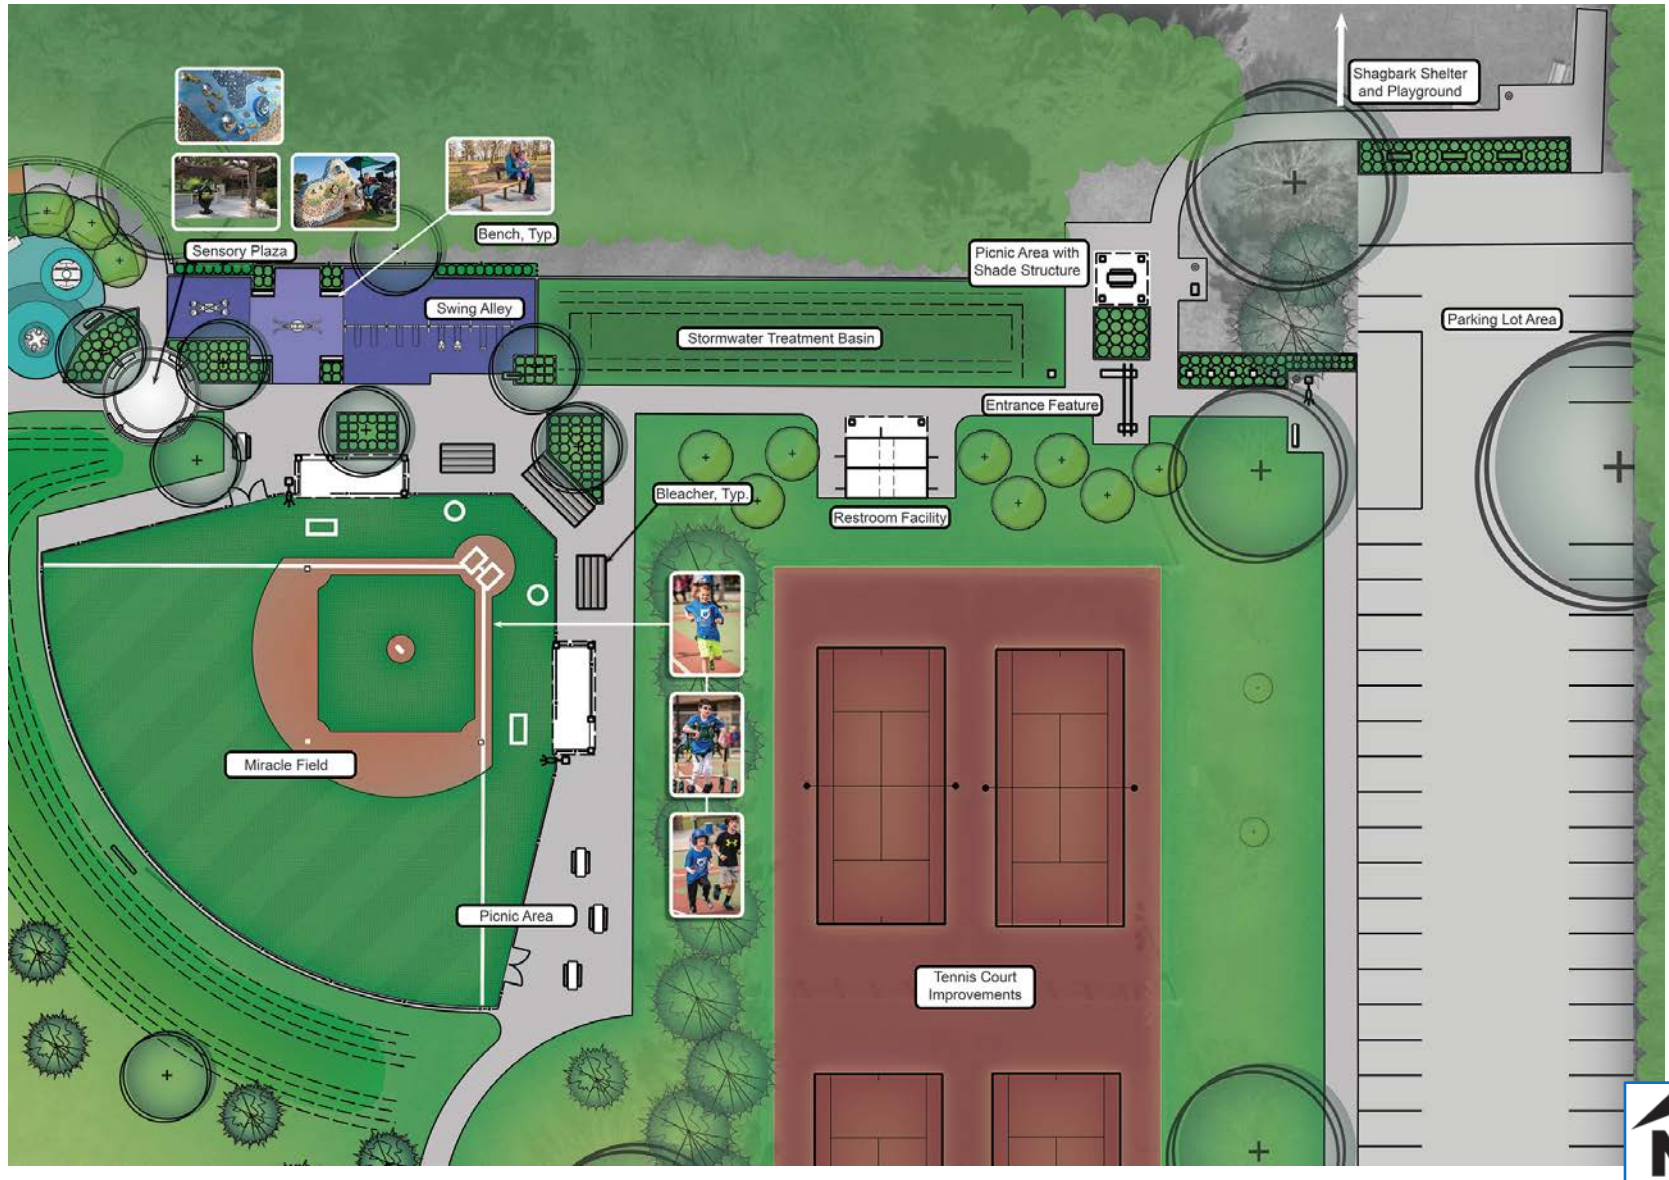 Shagbark Shelter
and Playground
Bench, Typ.
Sensory Plaza
Picnic Area with
Shade Structure
Swing Alley
Parking Lot Area
Stormwater Treatment Basin
Entrance Feature
Bleacher, Typ.
Restroom Facility
Miracle Field
Picnic Area
Tennis Court
Improvements
N